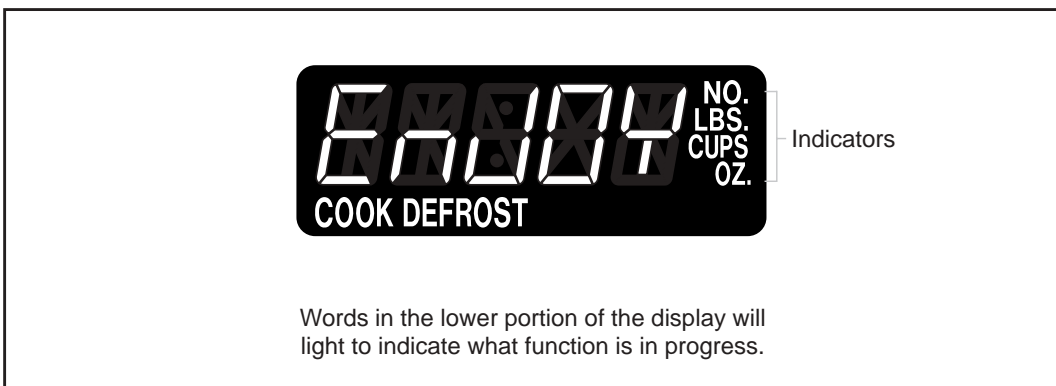 EnJOY
NO.
LBS.
CUPS
OZ.
Indicators
COOK DEFROST
Words in the lower portion of the display will
light to indicate what function is in progress.